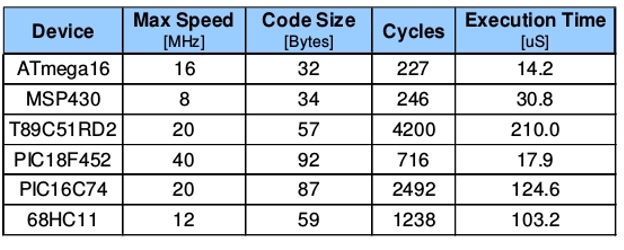 Device Max Speed [MHz] Code Size [Bytes] Cycles Execution Time [uS]
ATmega16 16 32 227 14.2
MSP430 8 34 246 30.8
T89C51RD2 20 57 4200 210.0
PIC18F452 40 92 716 17.9
PIC16C74 20 87 2492 124.6
68HC11 12 59 1238 103.2